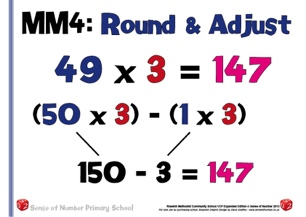 MM4: Round & Adjust
49 x 3 = 147
(50 x 3) - (1 x 3)
150 - 3 = 147
Sense of Number Primary School